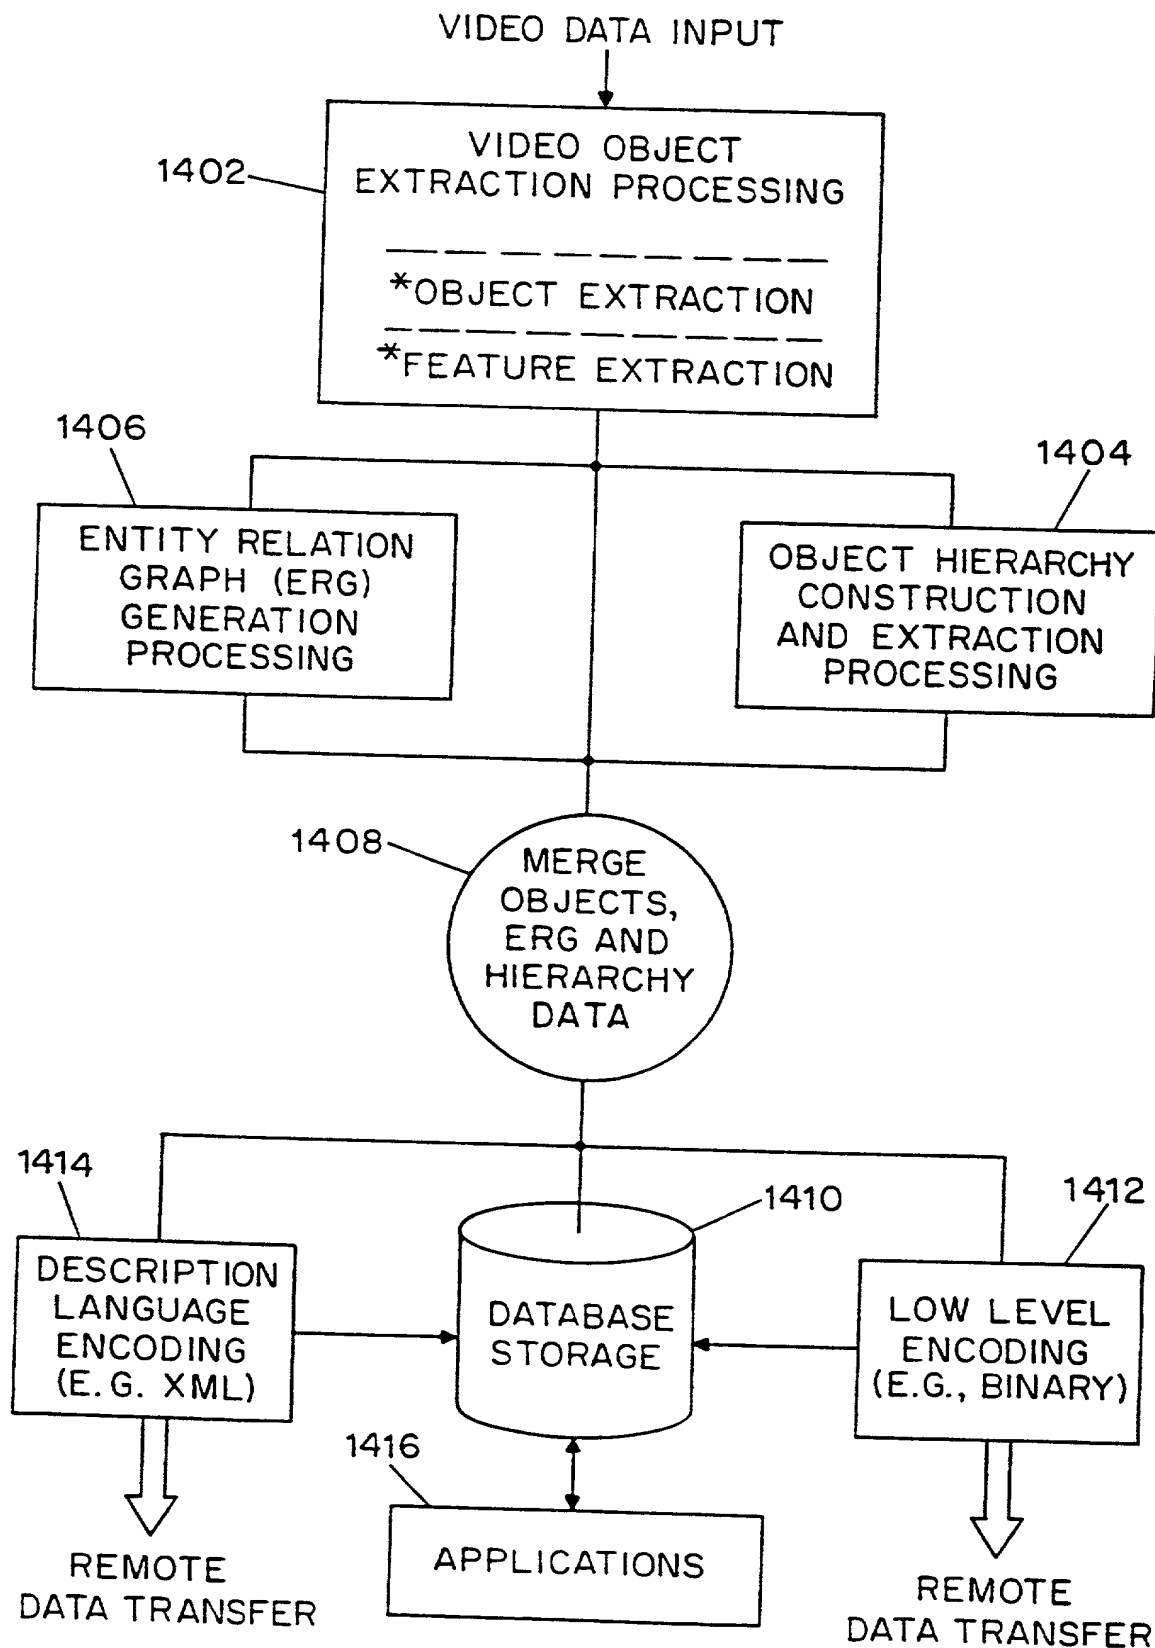 VIDEO DATA INPUT
1402
VIDEO OBJECT
EXTRACTION PROCESSING
*OBJECT EXTRACTION
*FEATURE EXTRACTION
1406
ENTITY RELATION
GRAPH (ERG)
GENERATION
PROCESSING
1404
OBJECT HIERARCHY
CONSTRUCTION
AND EXTRACTION
PROCESSING
1408
MERGE
OBJECTS,
ERG AND
HIERARCHY
DATA
1414
DESCRIPTION
LANGUAGE
ENCODING
(E.G. XML)
1410
DATABASE
STORAGE
1412
LOW LEVEL
ENCODING
(E.G., BINARY)
1416
APPLICATIONS
REMOTE
DATA TRANSFER
REMOTE
DATA TRANSFER